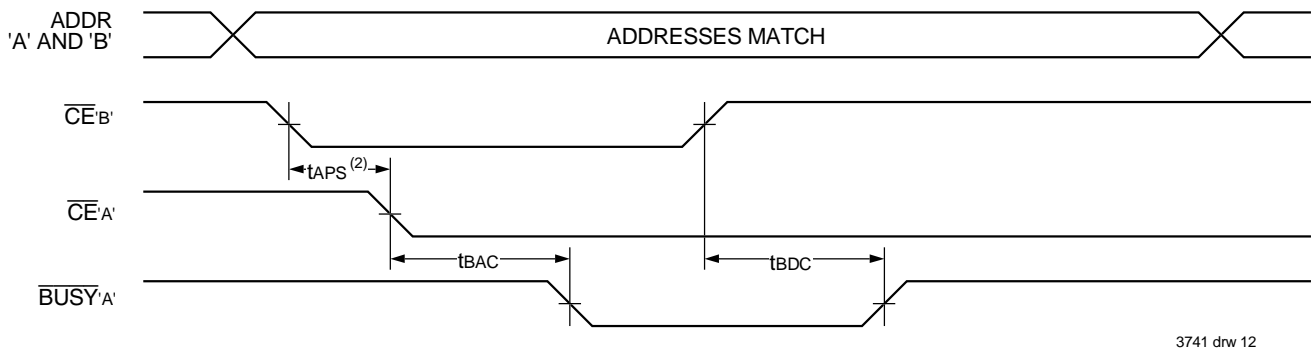 ADDR
'A' AND 'B'
ADDRESSES MATCH
CE'B'
tAPS (2)
CE'A'
tBAC
tBDC
BUSY'A'
3741 drw 12